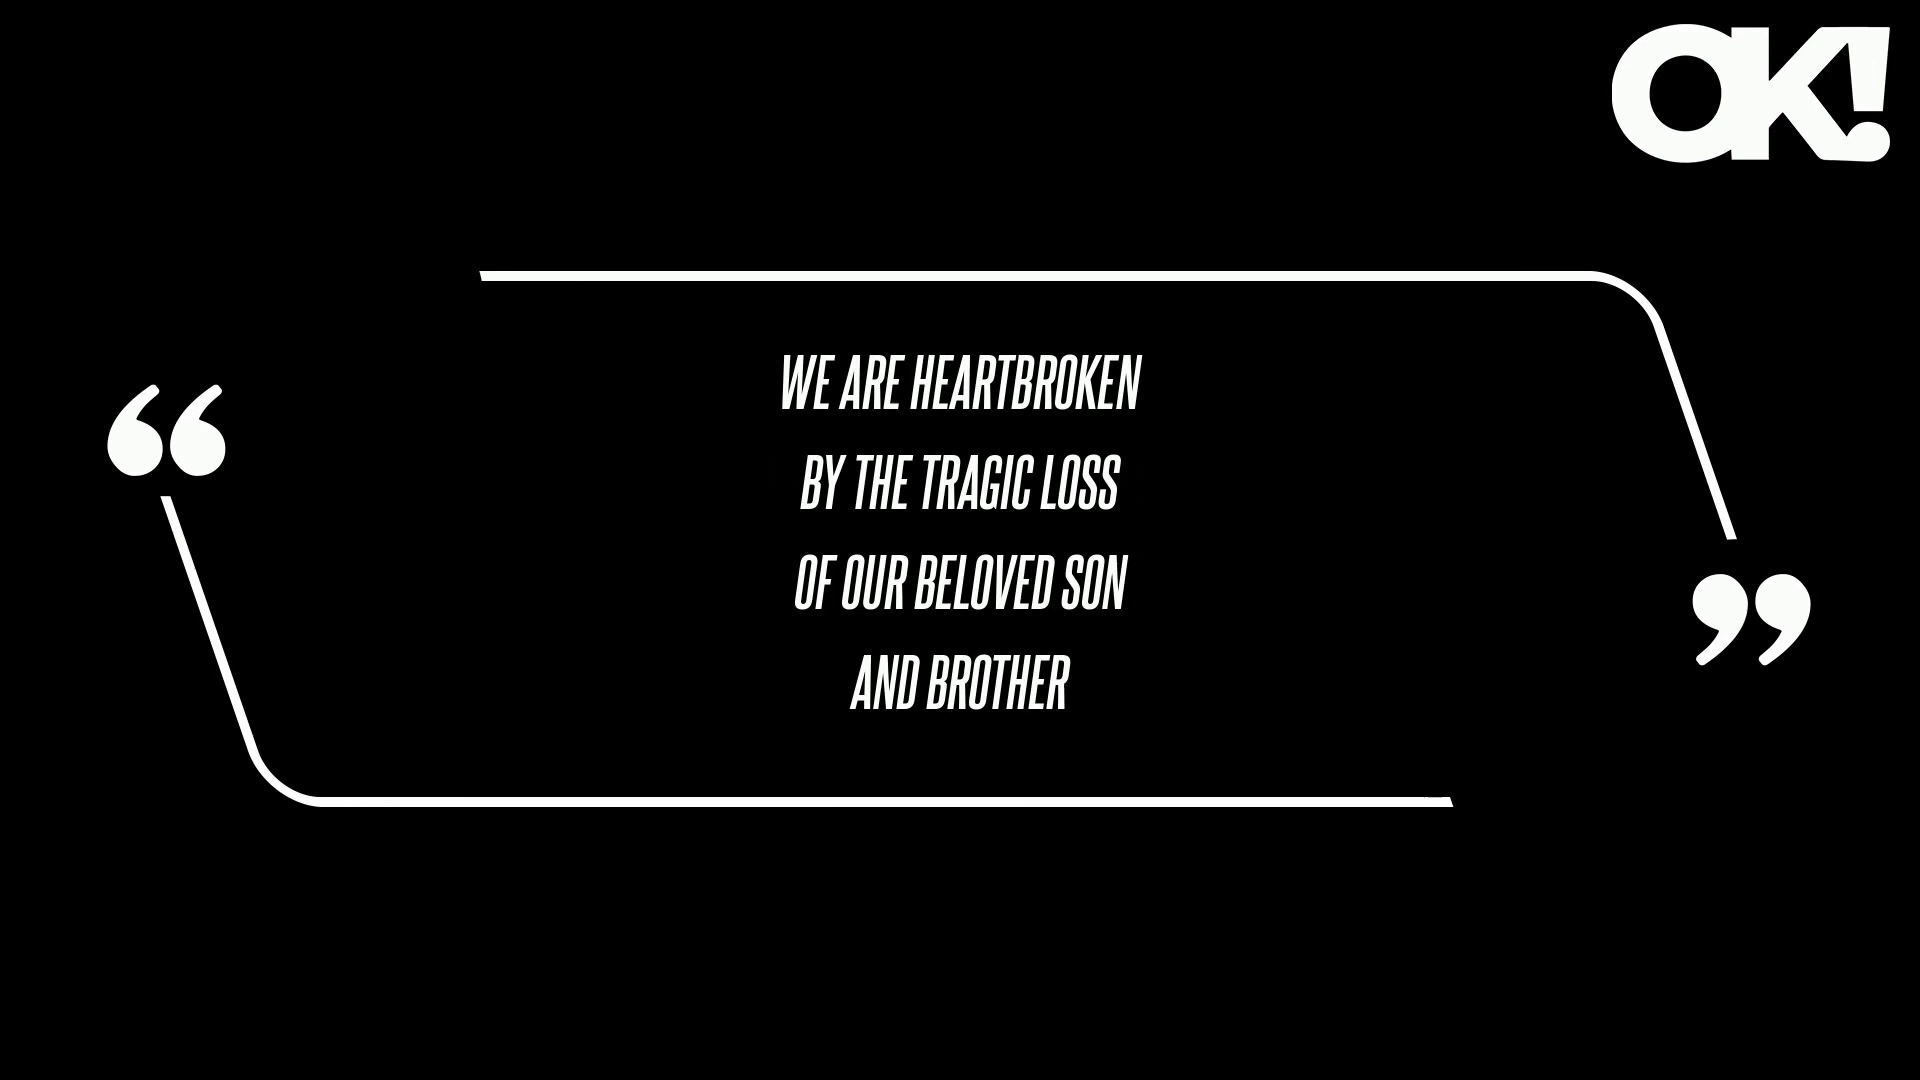 OK!
“
WE ARE HEARTBROKEN
BY THE TRAGIC LOSS
OF OUR BELOVED SON
AND BROTHER
”